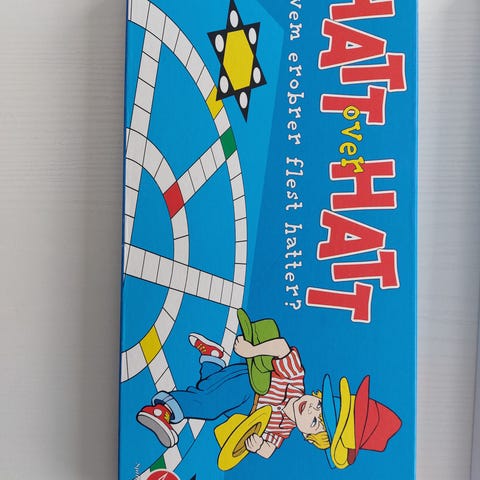 HATT
over
HATT
vem erobrer flest hatter?